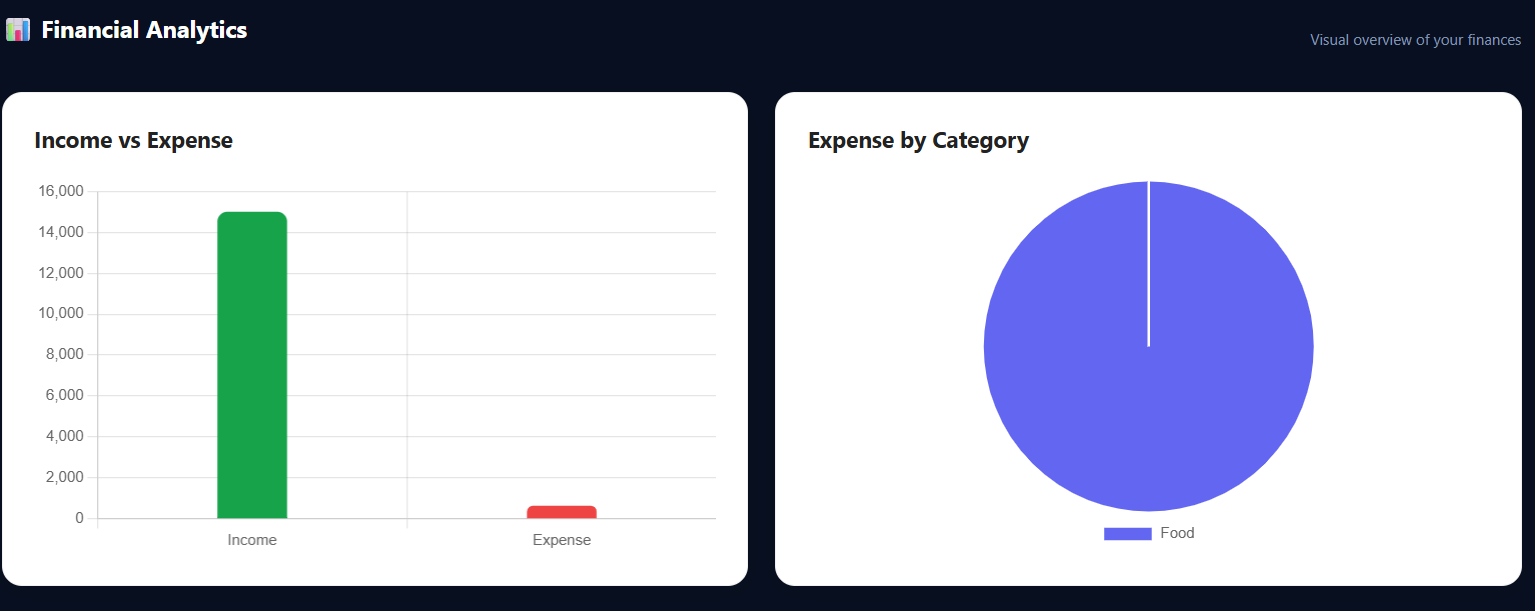 Financial Analytics
Visual overview of your finances
Income vs Expense
16,000
14,000
12,000
10,000
8,000
6,000
4,000
2,000
0
Income Expense
Expense by Category
Food